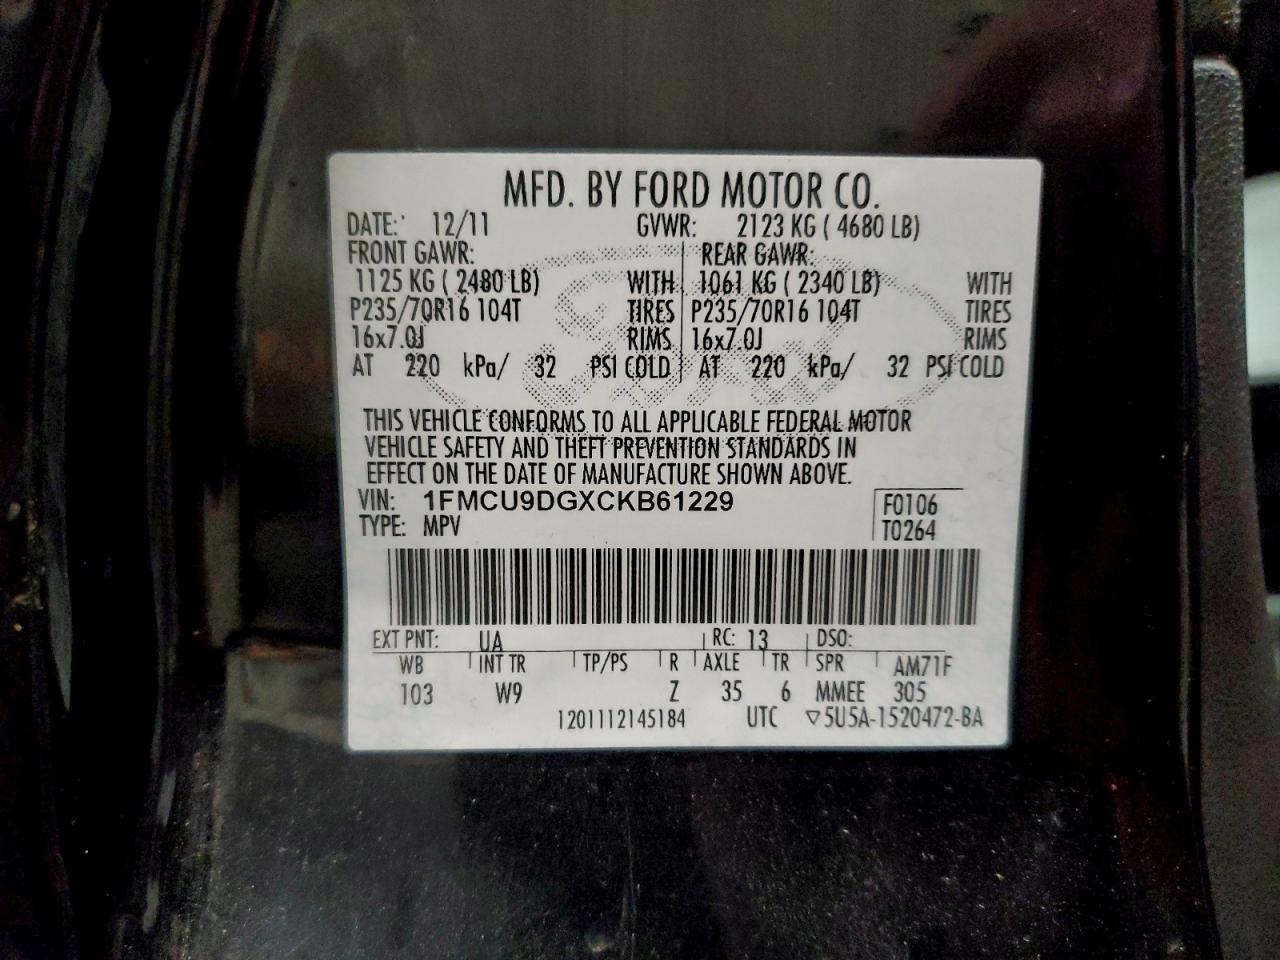 MFD. BY FORD MOTOR CO.
DATE: 12/11 GVWR: 2123 KG ( 4680 LB)
FRONT GAWR: REAR GAWR:
1125 KG ( 2480 LB) WITH 1061 KG ( 2340 LB) WITH
P235/70R16 104T TIRES P235/70R16 104T TIRES
16x7.0J RIMS 16x7.0J RIMS
AT 220 kPa/ 32 PSI COLD AT 220 kPa/ 32 PSI COLD
THIS VEHICLE CONFORMS TO ALL APPLICABLE FEDERAL MOTOR
VEHICLE SAFETY AND THEFT PREVENTION STANDARDS IN
EFFECT ON THE DATE OF MANUFACTURE SHOWN ABOVE.
VIN: 1FMCU9DGXCKB61229 F0106
TYPE: MPV T0264
EXT PNT: UA RC: 13 DSO:
WB INT TR TP/PS R AXLE TR SPR AM71F
103 W9 Z 35 6 MMEE 305
1201112145184 UTC ▽5U5A-1520472-BA